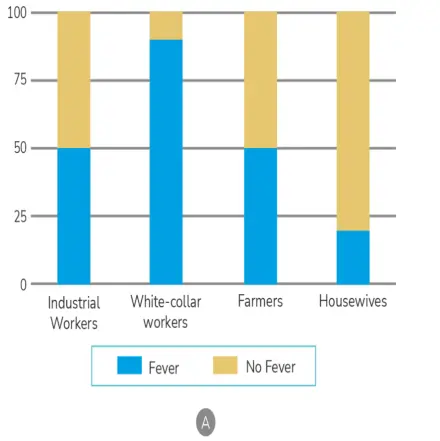 100
75
50
25
0
Industrial Workers
White-collar workers
Farmers
Housewives
Fever
No Fever
A